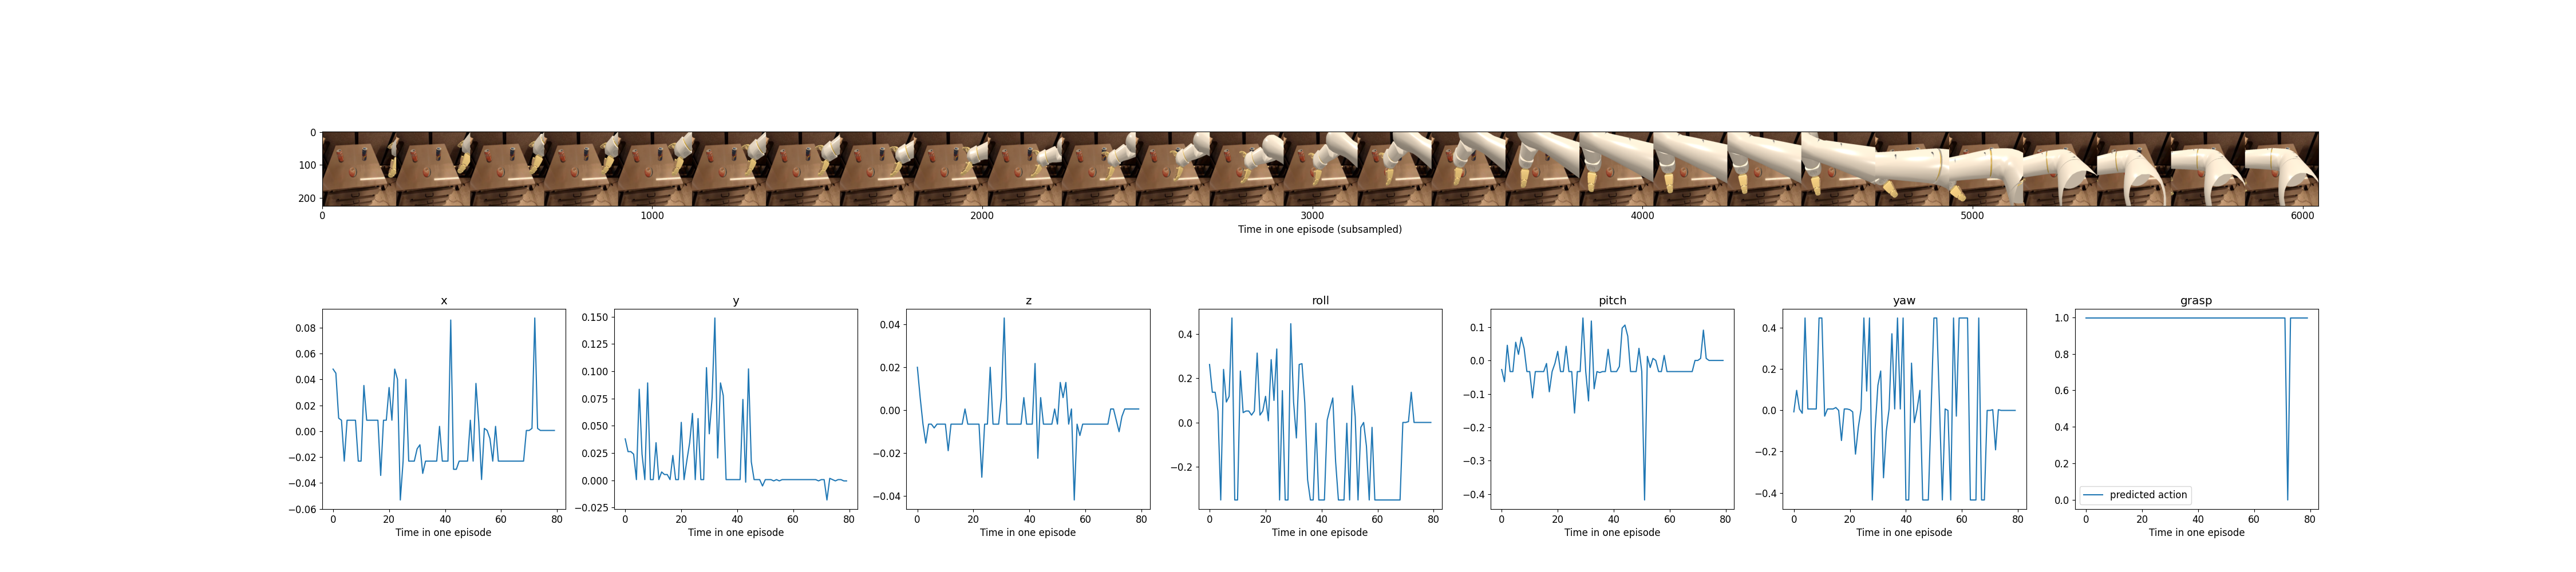 0
100
200
0 1000 2000 3000 4000 5000 6000
Time in one episode (subsampled)
x y z roll pitch yaw grasp
0.08
0.06
0.04
0.02
0.00
−0.02
−0.04
−0.06
0 20 40 60 80
Time in one episode
0.150
0.125
0.100
0.075
0.050
0.025
0.000
−0.025
0 20 40 60 80
Time in one episode
0.04
0.02
0.00
−0.02
−0.04
0 20 40 60 80
Time in one episode
0.4
0.2
0.0
−0.2
0 20 40 60 80
Time in one episode
0.1
0.0
−0.1
−0.2
−0.3
−0.4
0 20 40 60 80
Time in one episode
0.4
0.2
0.0
−0.2
−0.4
0 20 40 60 80
Time in one episode
1.0
0.8
0.6
0.4
0.2
0.0
predicted action
0 20 40 60 80
Time in one episode